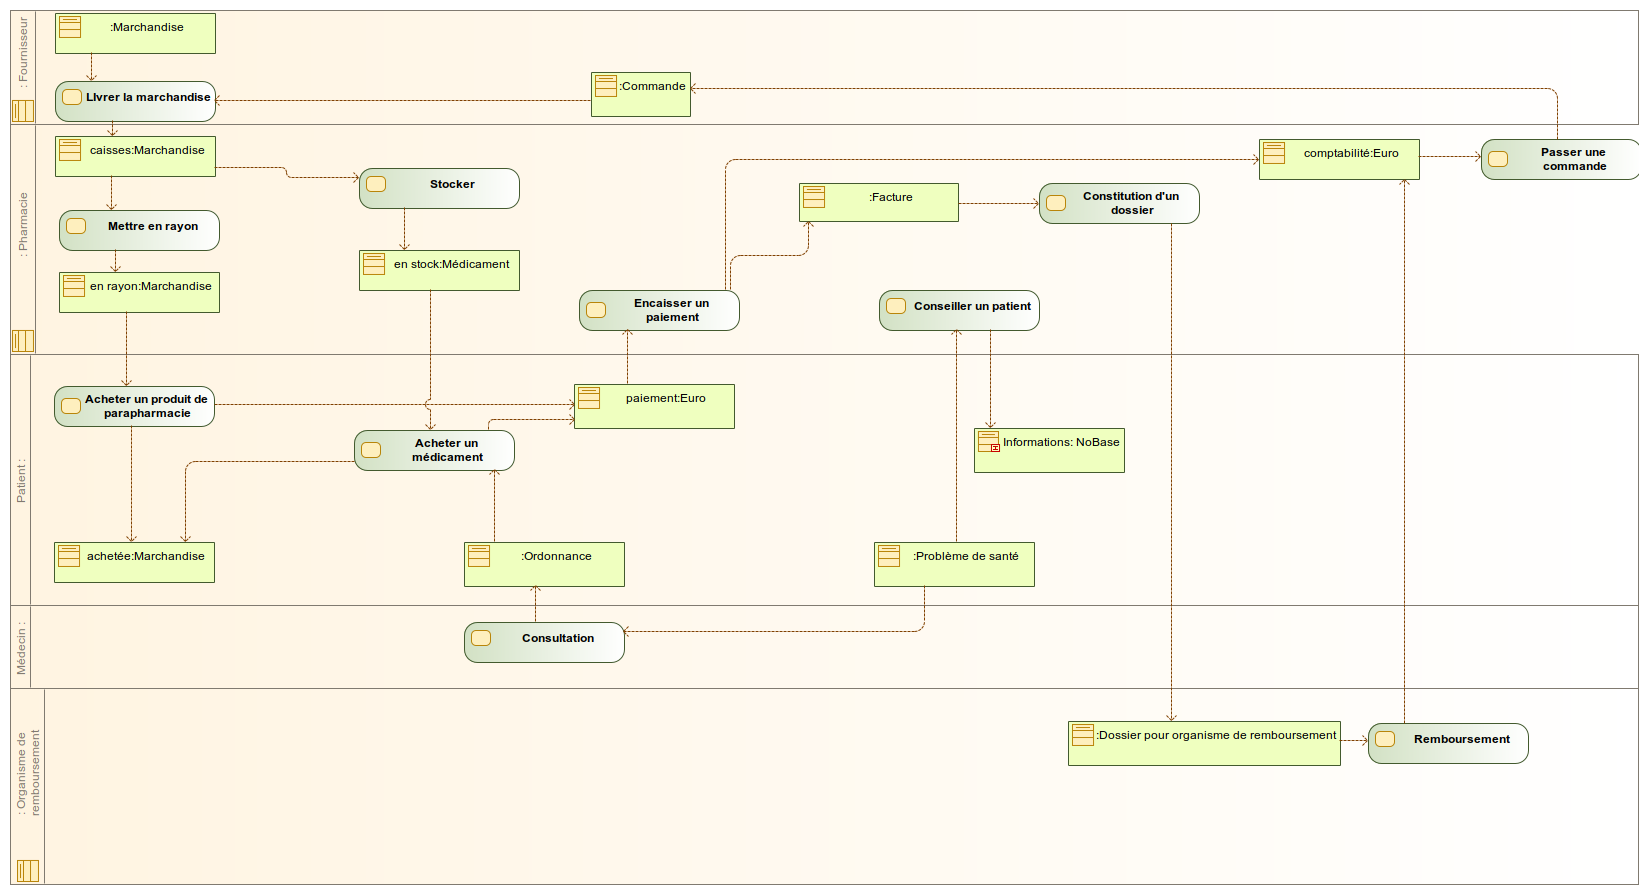 : Fournisseur
:Marchandise
LIvrer la marchandise
:Commande
: Pharmacie
caisses:Marchandise
Stocker
Mettre en rayon
en rayon:Marchandise
en stock:Médicament
Encaisser un
paiement
:Facture
Constitution d'un
dossier
Conseiller un patient
comptabilité:Euro
Passer une
commande
Patient :
Acheter un produit de
parapharmacie
paiement:Euro
Acheter un
médicament
Informations: NoBase
achetée:Marchandise
:Ordonnance
:Problème de santé
Médecin :
Consultation
: Organisme de
remboursement
:Dossier pour organisme de remboursement
Remboursement